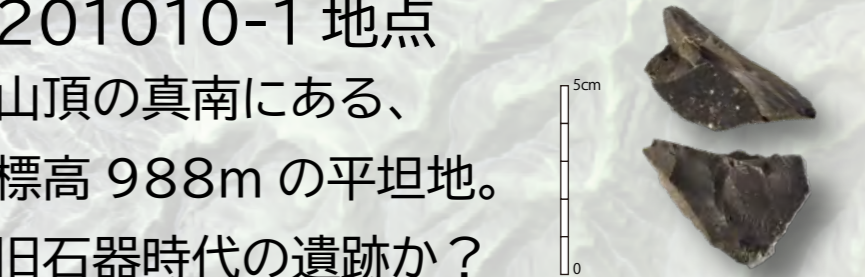 201010-1 地点
山頂の真南にある、
標高 988m の平坦地。
旧石器時代の遺跡か？
5cm
0